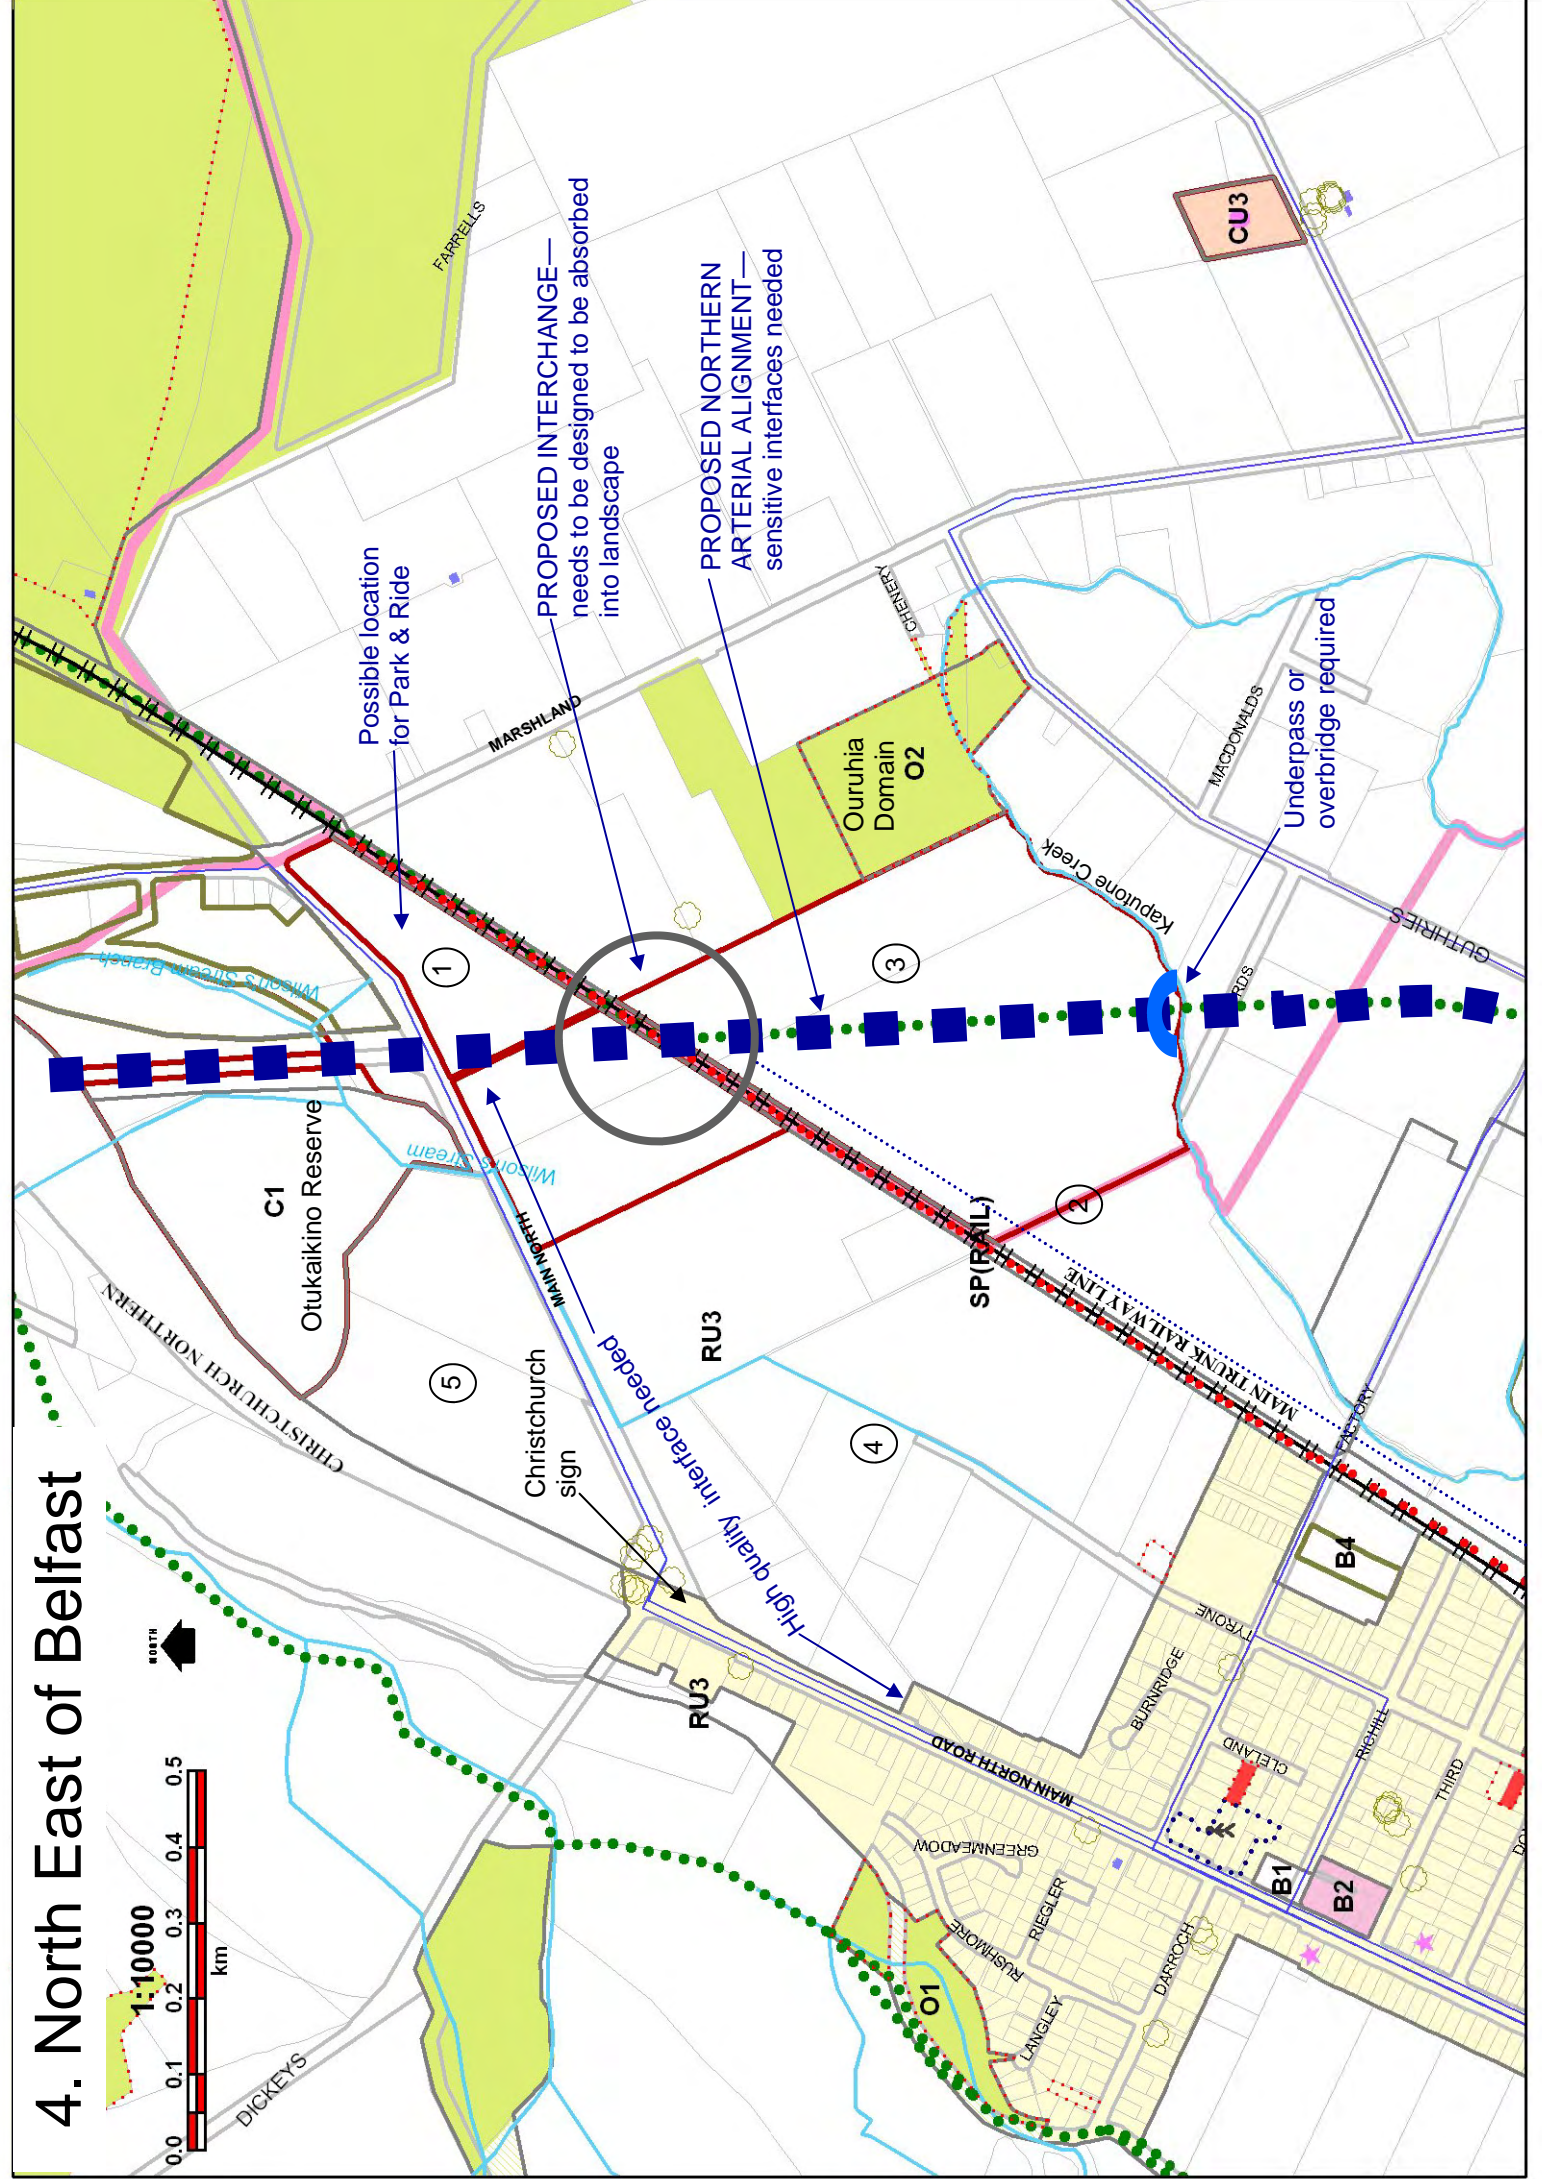 4. North East of Belfast
1:10000
0.0 0.1 0.2 0.3 0.4 0.5
km
NORTH
DICKEYS
CHRISTCHURCH NORTHERN
C1
Otukaikino Reserve
Wilson's Stream Branch
Wilson's Stream
Possible location
for Park & Ride
FARRELLS
PROPOSED INTERCHANGE—
needs to be designed to be absorbed
into landscape
PROPOSED NORTHERN
ARTERIAL ALIGNMENT—
sensitive interfaces needed
MARSHLAND
1
5
Christchurch
sign
MAIN NORTH
High quality interface needed
RU3
RU3
4
3
2
Ouruhia
Domain
O2
CHENERY
Kaputone Creek
SP(RAIL)
MAIN TRUNK RAILWAY LINE
Underpass or
overbridge required
MACDONALDS
RDS
GUTHRIES
CU3
FACTORY
MAIN NORTH ROAD
TYRONE
BURNRIDGE
CLELAND
RICHILL
THIRD
DO
B4
B1
B2
GREENMEADOW
RIEGLER
RUSHMORE
LANGLEY
DARROCH
O1